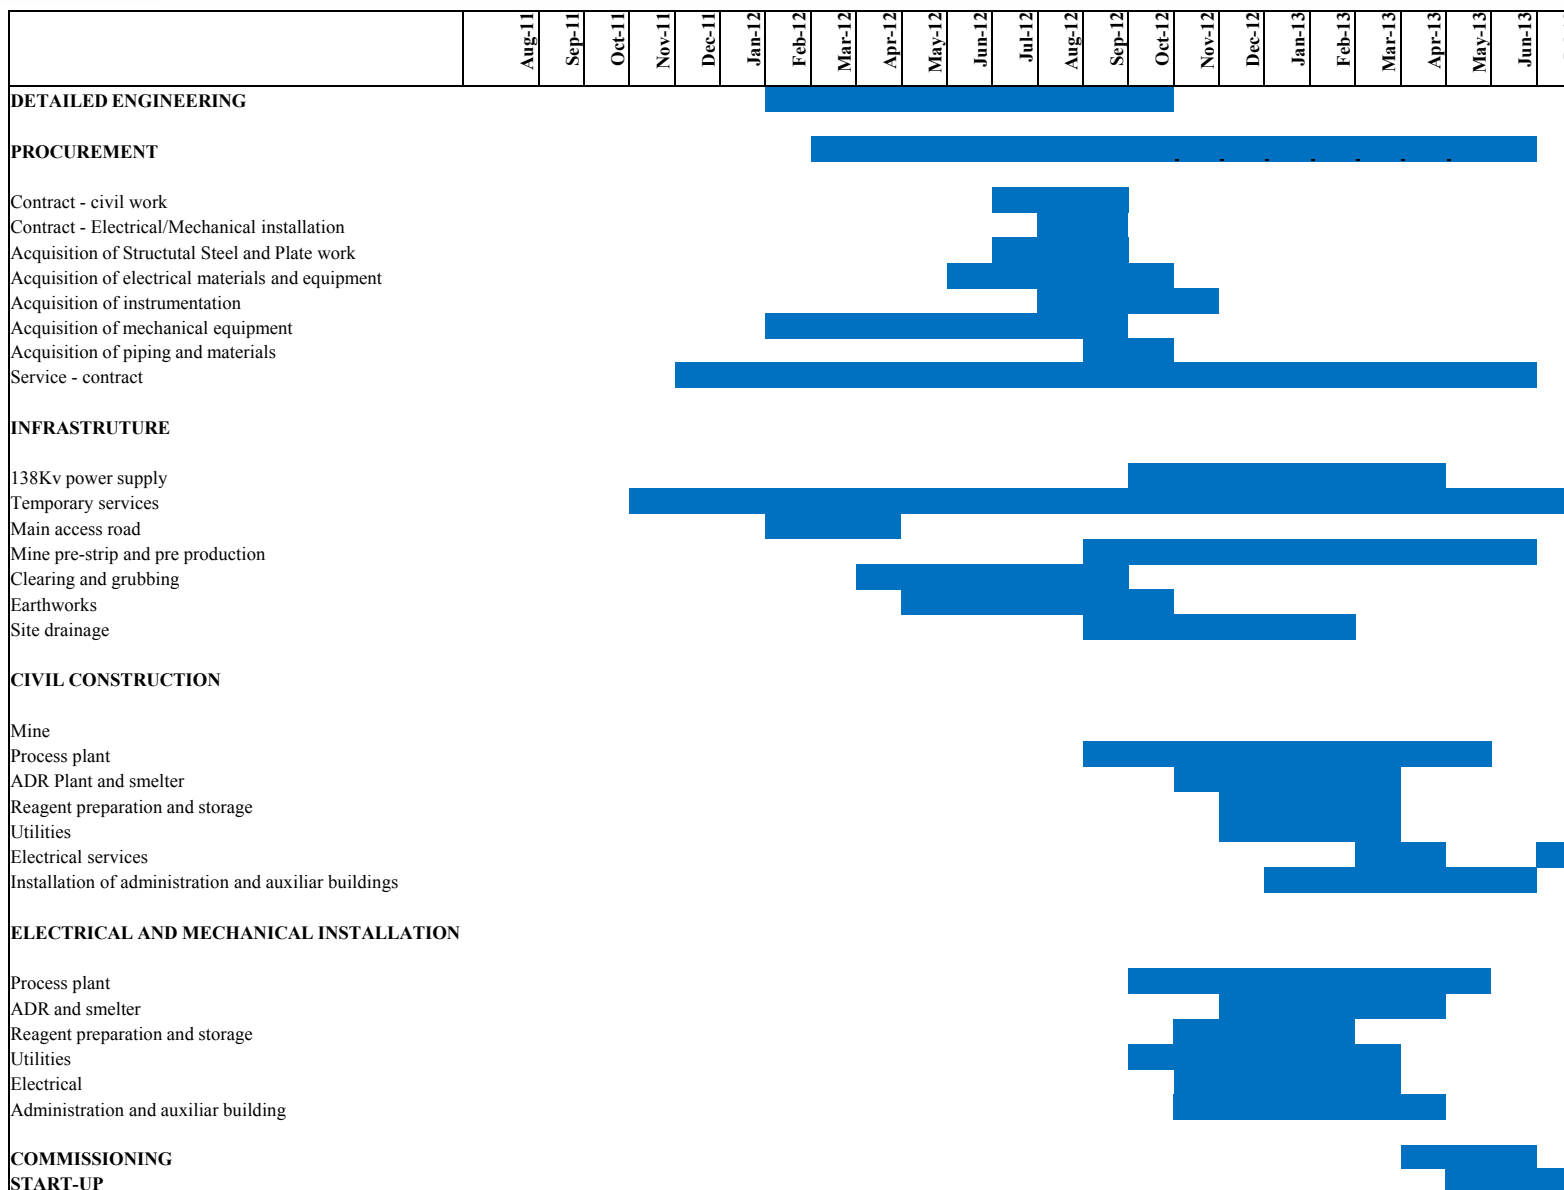 Aug-11 Sep-11 Oct-11 Nov-11 Dec-11 Jan-12 Feb-12 Mar-12 Apr-12 May-12 Jun-12 Jul-12 Aug-12 Sep-12 Oct-12 Nov-12 Dec-12 Jan-13 Feb-13 Mar-13 Apr-13 May-13 Jun-13
DETAILED ENGINEERING
PROCUREMENT
Contract - civil work
Contract - Electrical/Mechanical installation
Acquisition of Structutal Steel and Plate work
Acquisition of electrical materials and equipment
Acquisition of instrumentation
Acquisition of mechanical equipment
Acquisition of piping and materials
Service - contract
INFRASTRUTURE
138Kv power supply
Temporary services
Main access road
Mine pre-strip and pre production
Clearing and grubbing
Earthworks
Site drainage
CIVIL CONSTRUCTION
Mine
Process plant
ADR Plant and smelter
Reagent preparation and storage
Utilities
Electrical services
Installation of administration and auxiliar buildings
ELECTRICAL AND MECHANICAL INSTALLATION
Process plant
ADR and smelter
Reagent preparation and storage
Utilities
Electrical
Administration and auxiliar building
COMMISSIONING
START-UP